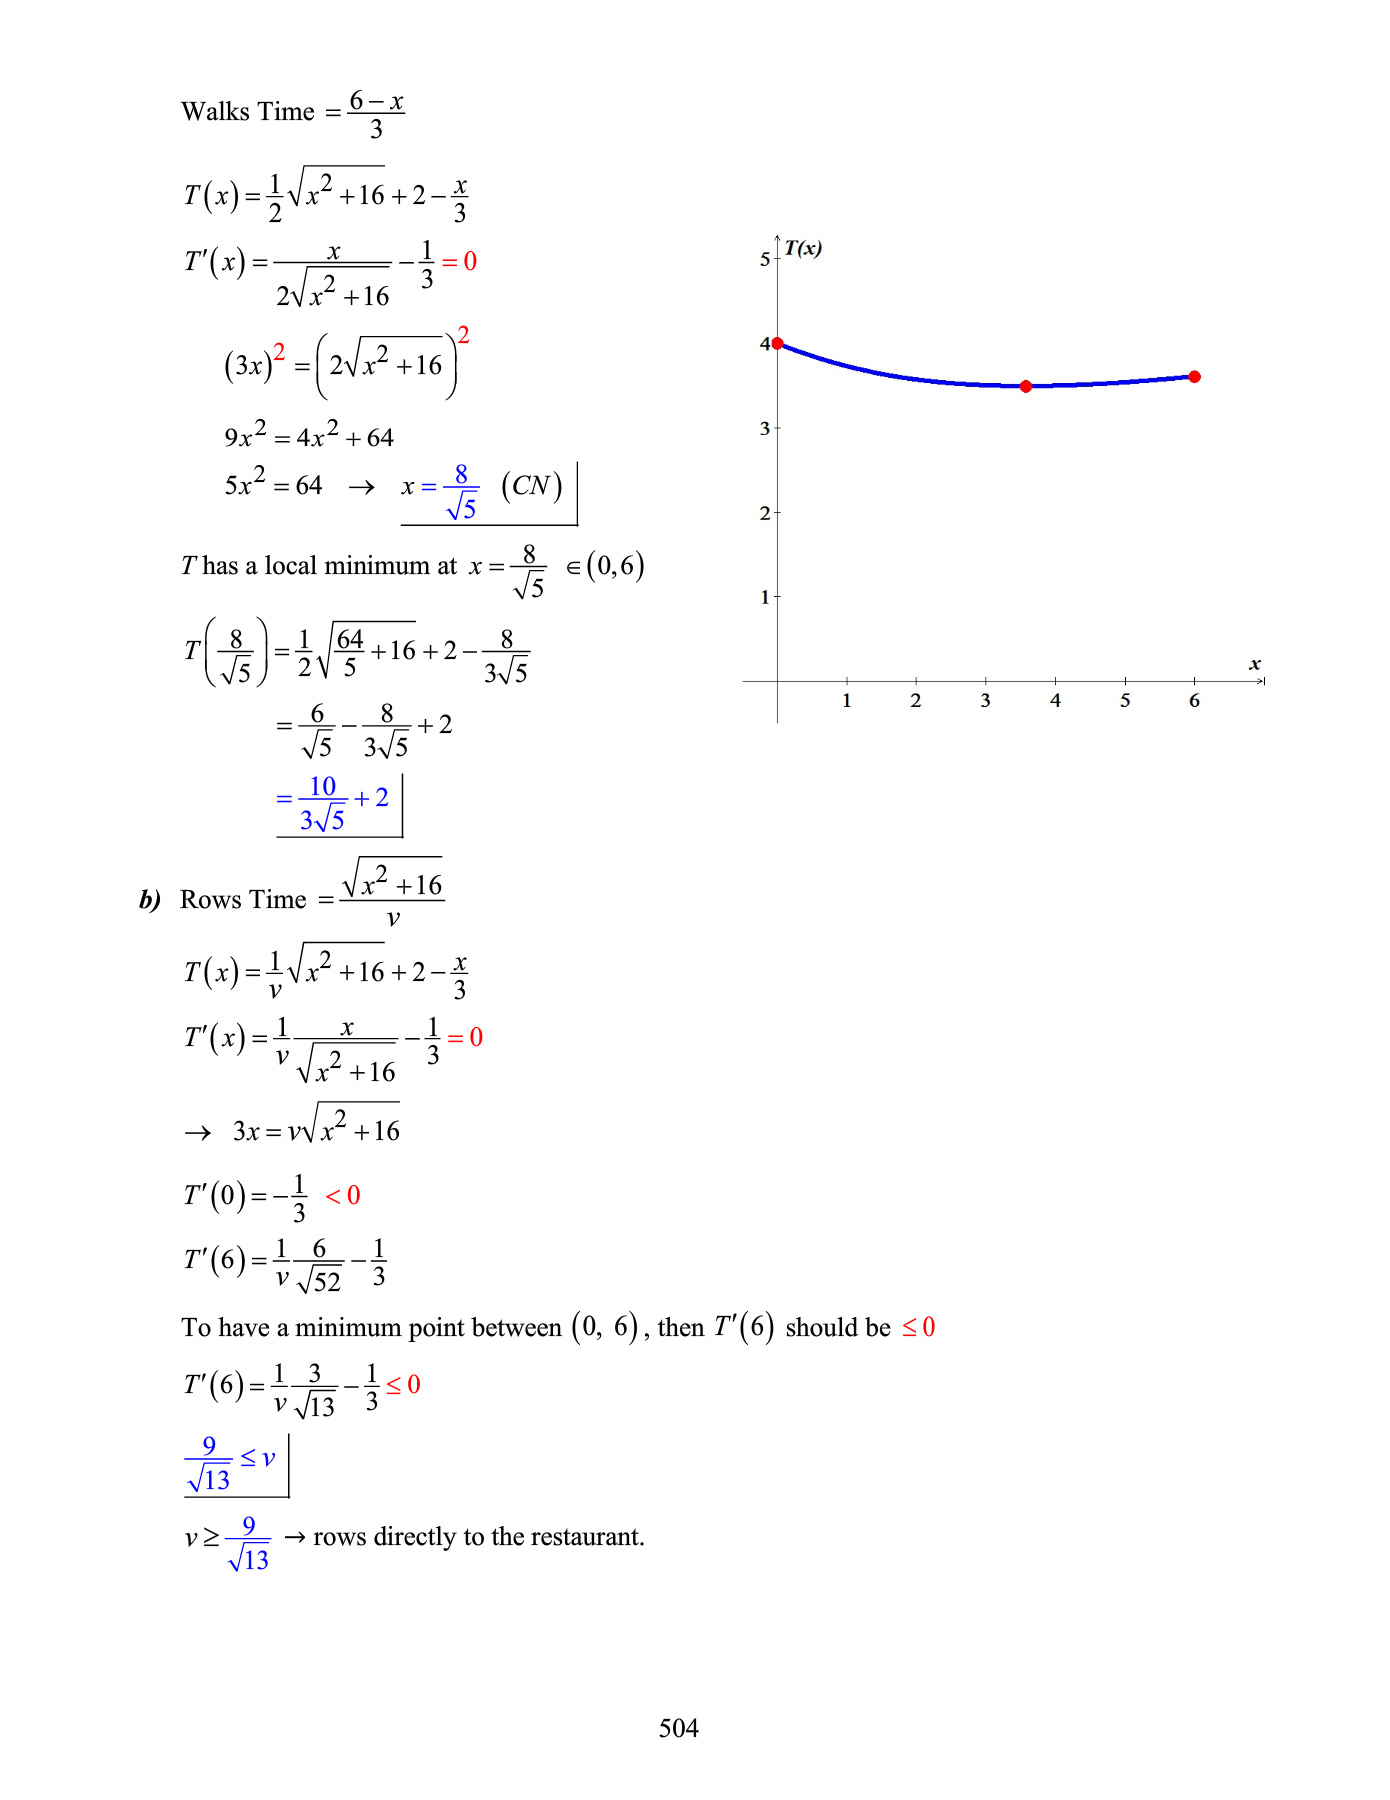 Walks Time = \frac{6-x}{3}
T(x) = \frac{1}{2}\sqrt{x^2+16} + 2 - \frac{x}{3}
T'(x) = \frac{x}{2\sqrt{x^2+16}} - \frac{1}{3} = 0
(3x)^2 = \left(2\sqrt{x^2+16}\right)^2
9x^2 = 4x^2 + 64
5x^2 = 64 → x = \frac{8}{\sqrt{5}} (CN)
T has a local minimum at x = \frac{8}{\sqrt{5}} ∈ (0,6)
T\left(\frac{8}{\sqrt{5}}\right) = \frac{1}{2}\sqrt{\frac{64}{5}+16} + 2 - \frac{8}{3\sqrt{5}}
= \frac{6}{\sqrt{5}} - \frac{8}{3\sqrt{5}} + 2
= \frac{10}{3\sqrt{5}} + 2
T(x)
5
4
3
2
1
x
1 2 3 4 5 6
b) Rows Time = \frac{\sqrt{x^2+16}}{v}
T(x) = \frac{1}{v}\sqrt{x^2+16} + 2 - \frac{x}{3}
T'(x) = \frac{1}{v}\frac{x}{\sqrt{x^2+16}} - \frac{1}{3} = 0
→ 3x = v\sqrt{x^2+16}
T'(0) = -\frac{1}{3} < 0
T'(6) = \frac{1}{v}\frac{6}{\sqrt{52}} - \frac{1}{3}
To have a minimum point between (0, 6), then T'(6) should be ≤ 0
T'(6) = \frac{1}{v}\frac{3}{\sqrt{13}} - \frac{1}{3} ≤ 0
\frac{9}{\sqrt{13}} ≤ v
v ≥ \frac{9}{\sqrt{13}} → rows directly to the restaurant.
504